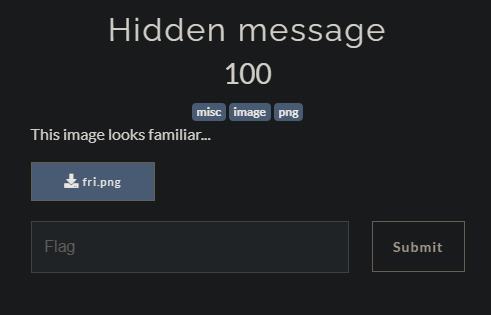 Hidden message
100
misc image png
This image looks familiar...
fri.png
Flag Submit